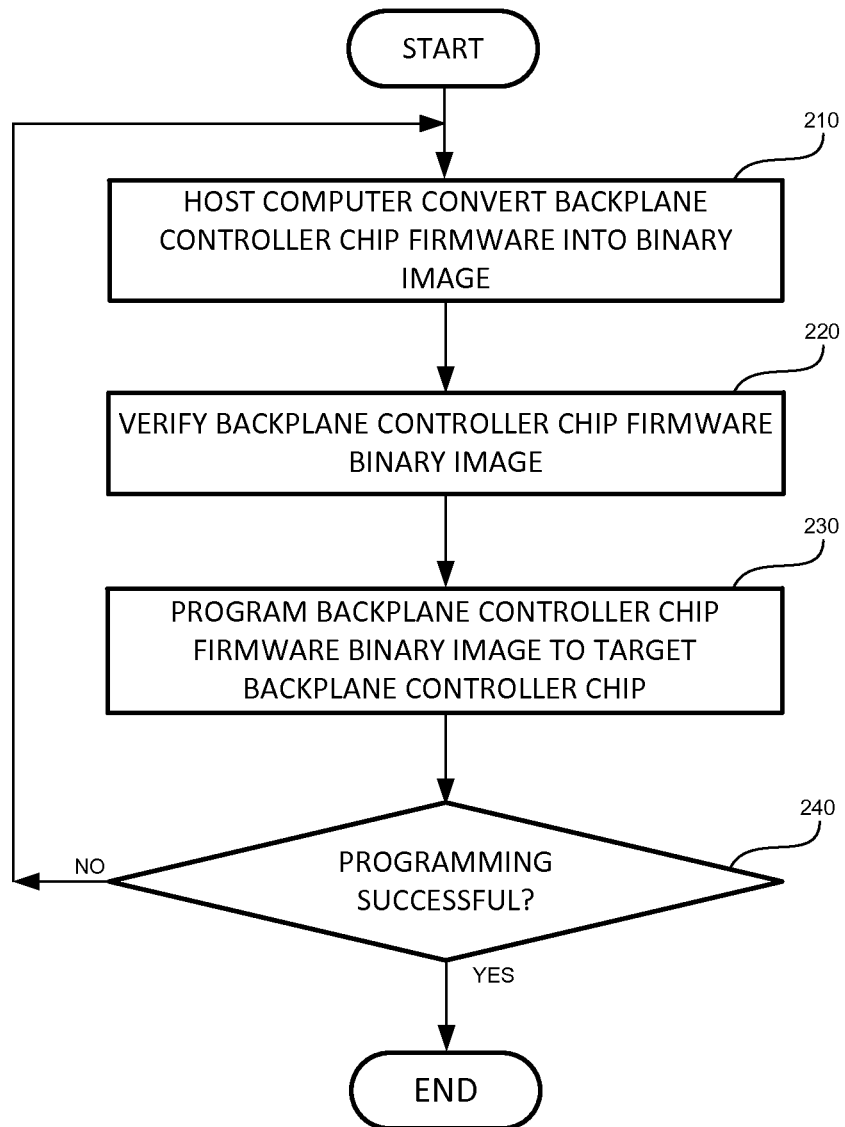 START
210
HOST COMPUTER CONVERT BACKPLANE
CONTROLLER CHIP FIRMWARE INTO BINARY
IMAGE
220
VERIFY BACKPLANE CONTROLLER CHIP FIRMWARE
BINARY IMAGE
230
PROGRAM BACKPLANE CONTROLLER CHIP
FIRMWARE BINARY IMAGE TO TARGET
BACKPLANE CONTROLLER CHIP
240
PROGRAMMING
SUCCESSFUL?
NO
YES
END